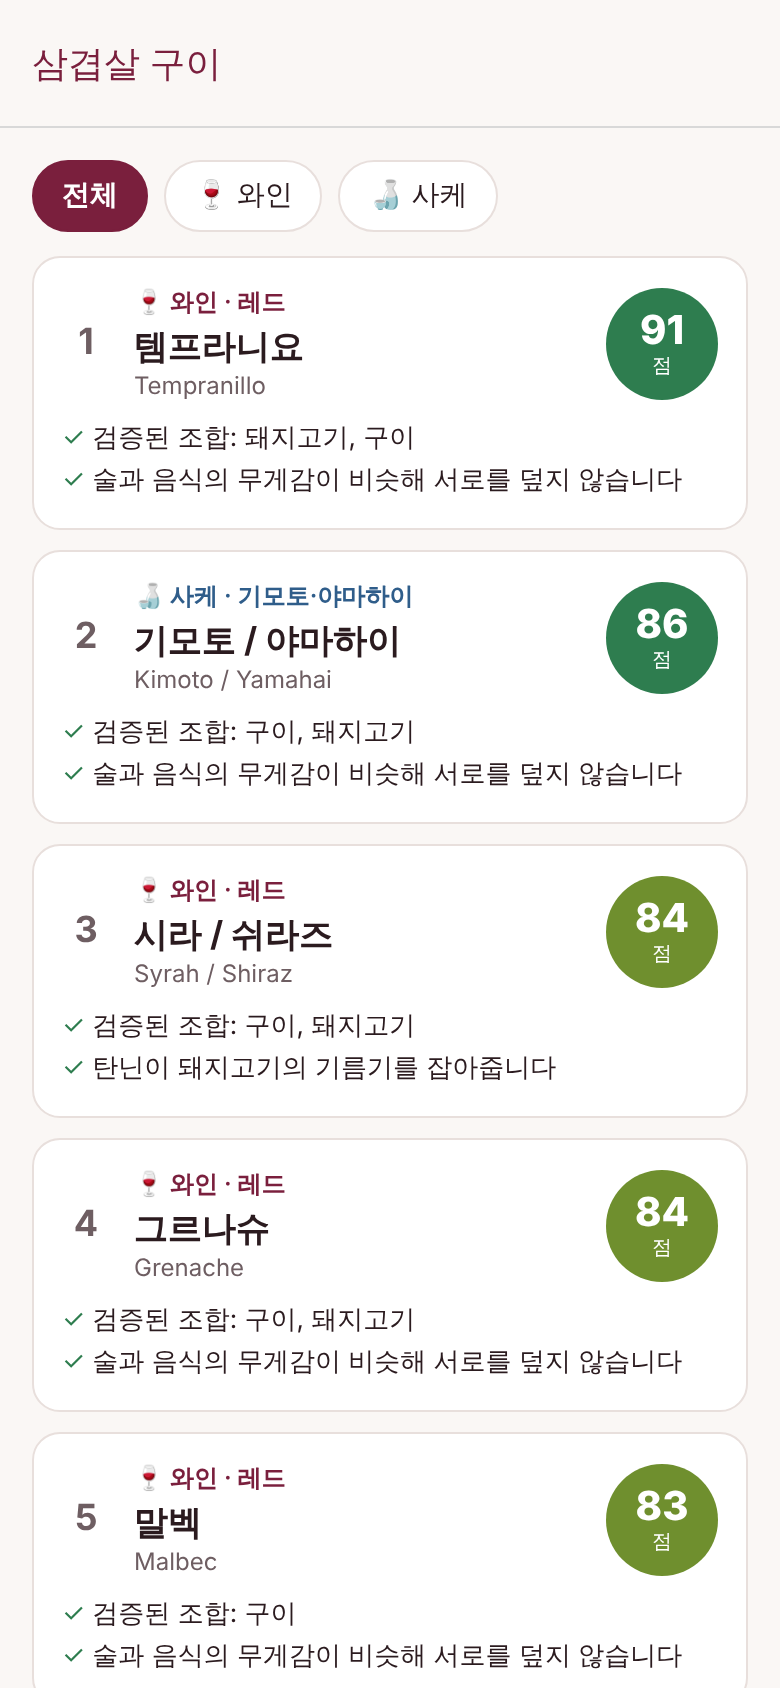 삼겹살 구이
전체
🍷 와인
🍶 사케
🍷 와인 · 레드
1
템프라니요
Tempranillo
91
점
✓ 검증된 조합: 돼지고기, 구이
✓ 술과 음식의 무게감이 비슷해 서로를 덮지 않습니다
🍶 사케 · 기모토·야마하이
2
기모토 / 야마하이
Kimoto / Yamahai
86
점
✓ 검증된 조합: 구이, 돼지고기
✓ 술과 음식의 무게감이 비슷해 서로를 덮지 않습니다
🍷 와인 · 레드
3
시라 / 쉬라즈
Syrah / Shiraz
84
점
✓ 검증된 조합: 구이, 돼지고기
✓ 탄닌이 돼지고기의 기름기를 잡아줍니다
🍷 와인 · 레드
4
그르나슈
Grenache
84
점
✓ 검증된 조합: 구이, 돼지고기
✓ 술과 음식의 무게감이 비슷해 서로를 덮지 않습니다
🍷 와인 · 레드
5
말벡
Malbec
83
점
✓ 검증된 조합: 구이
✓ 술과 음식의 무게감이 비슷해 서로를 덮지 않습니다